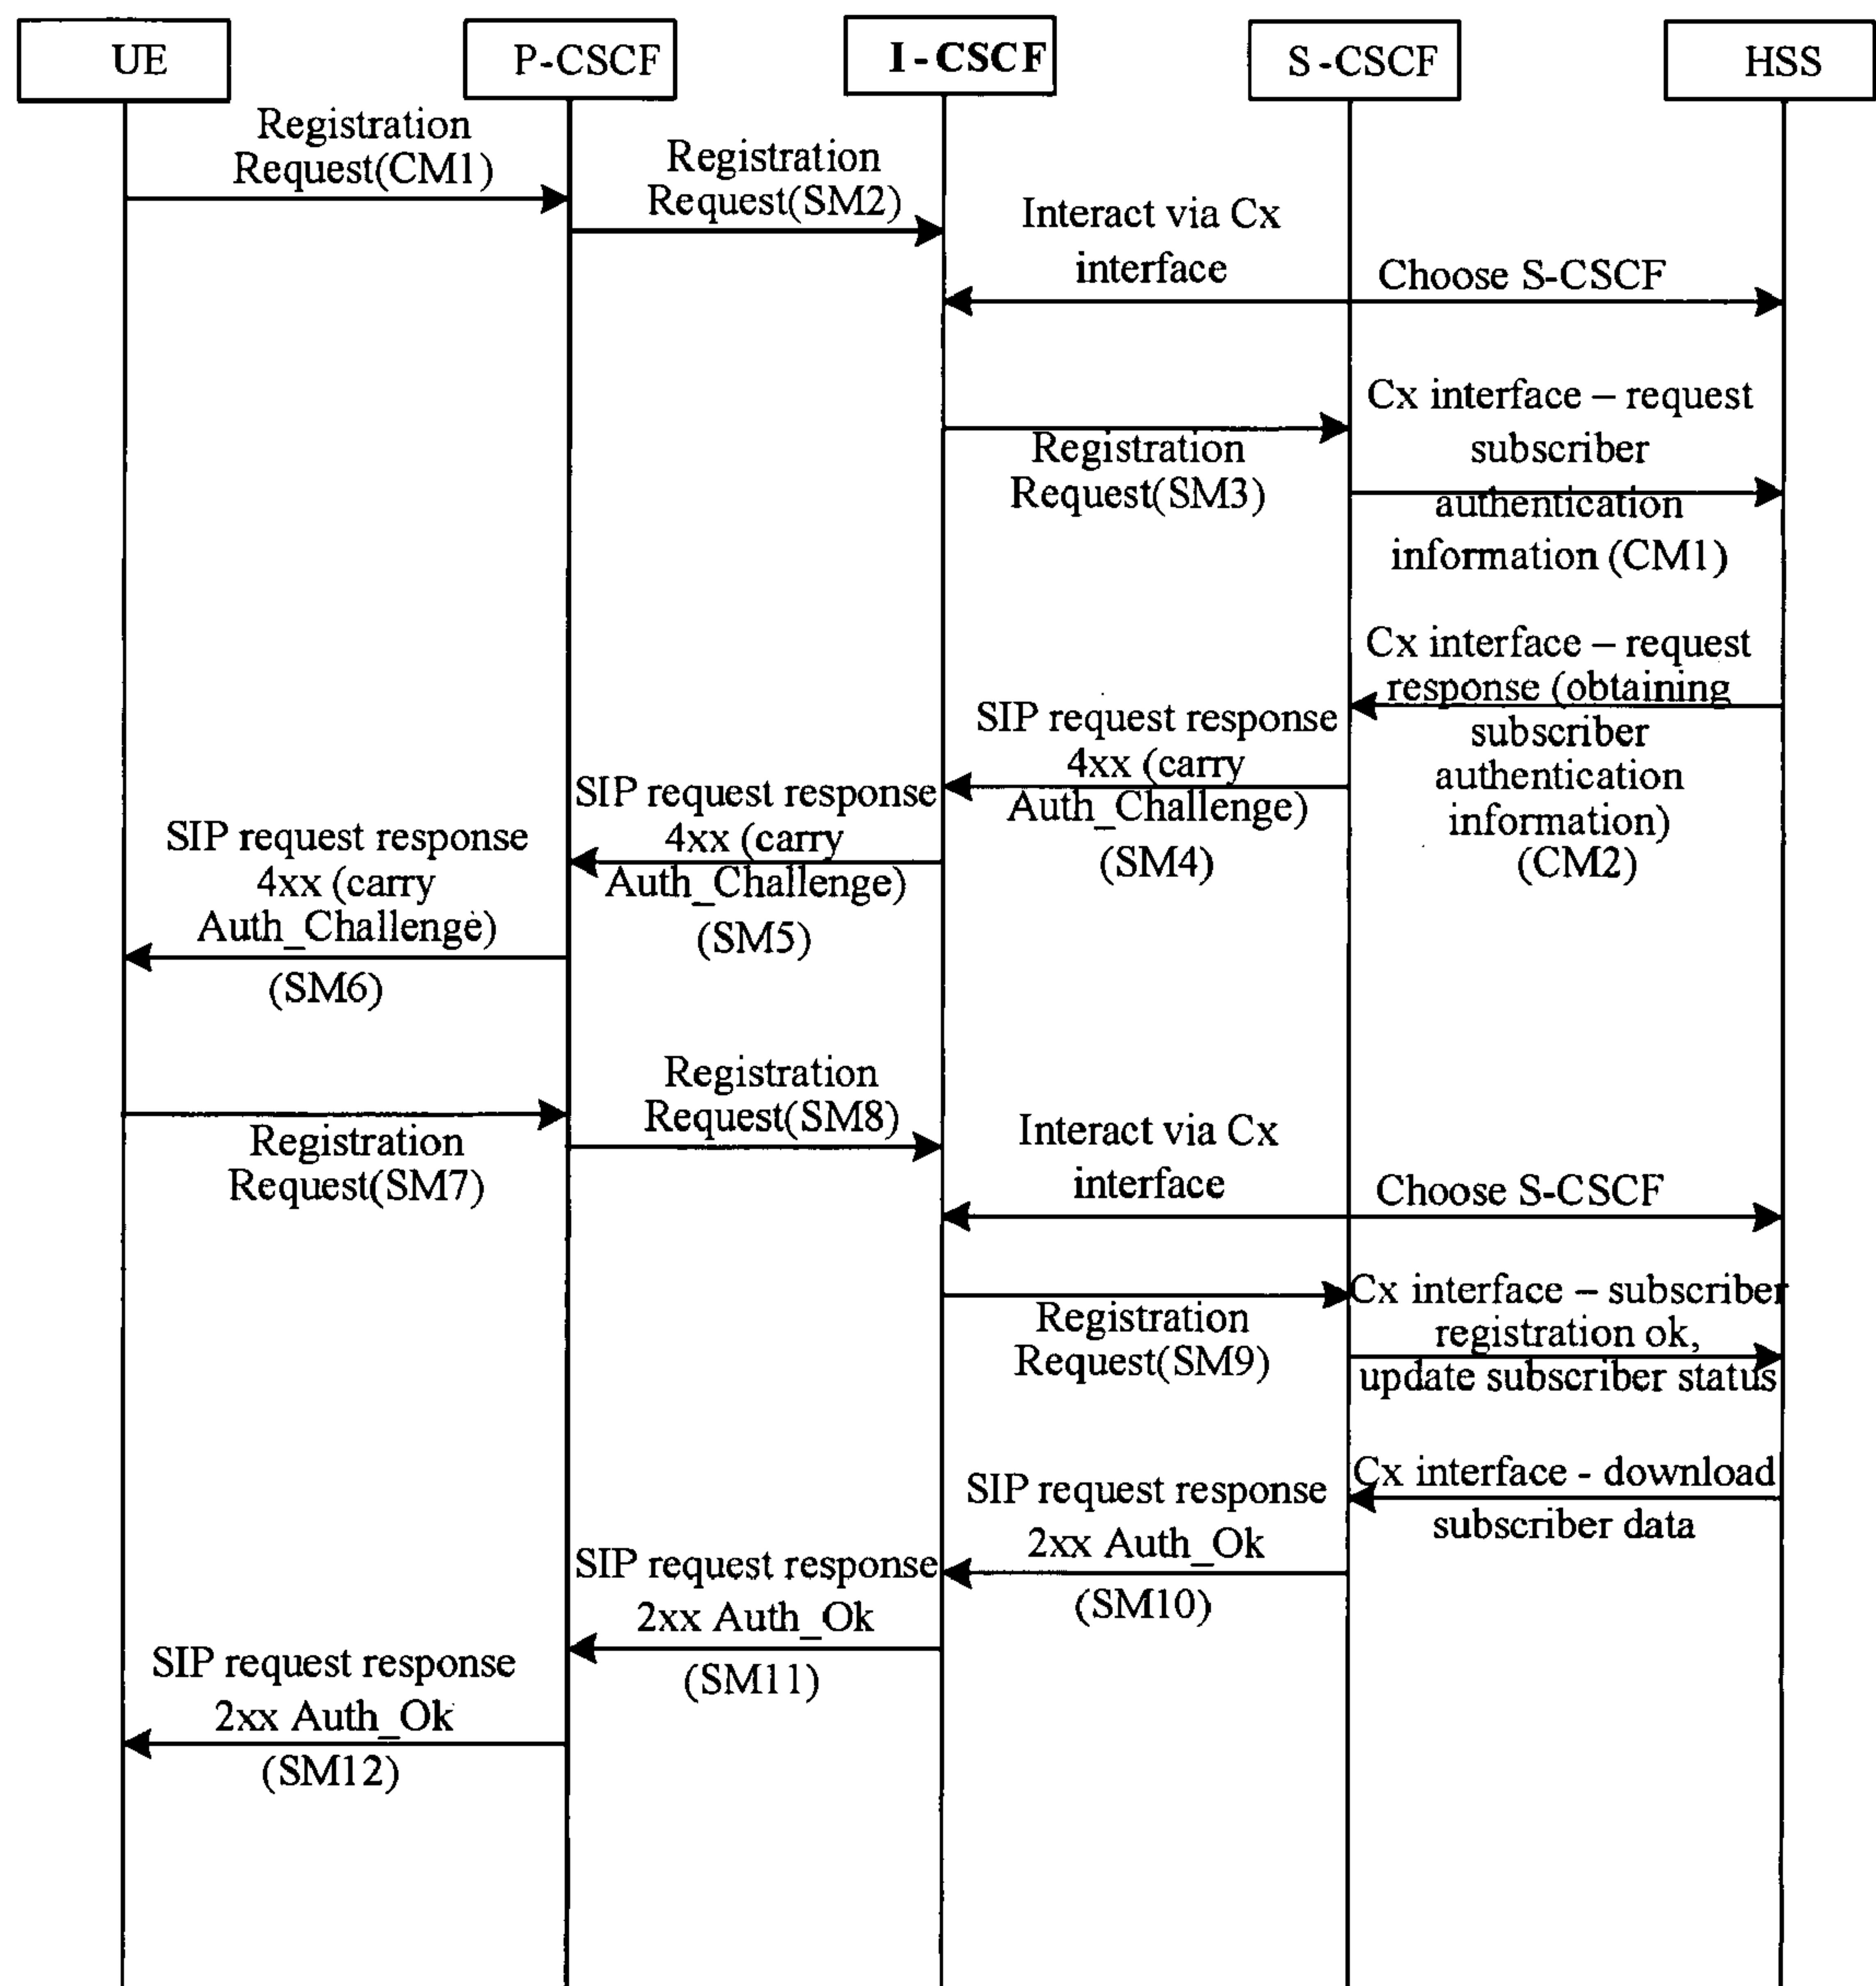 UE
P-CSCF
I-CSCF
S-CSCF
HSS
Registration
Request(CM1)
Registration
Request(SM2)
Interact via Cx
interface
Choose S-CSCF
Registration
Request(SM3)
Cx interface – request
subscriber
authentication
information (CM1)
Cx interface – request
response (obtaining
subscriber
authentication
information)
(CM2)
SIP request response
4xx (carry
Auth_Challenge)
(SM4)
SIP request response
4xx (carry
Auth_Challenge)
(SM5)
SIP request response
4xx (carry
Auth_Challenge)
(SM6)
Registration
Request(SM7)
Registration
Request(SM8)
Interact via Cx
interface
Choose S-CSCF
Registration
Request(SM9)
Cx interface – subscriber
registration ok,
update subscriber status
Cx interface - download
subscriber data
SIP request response
2xx Auth_Ok
(SM10)
SIP request response
2xx Auth_Ok
(SM11)
SIP request response
2xx Auth_Ok
(SM12)